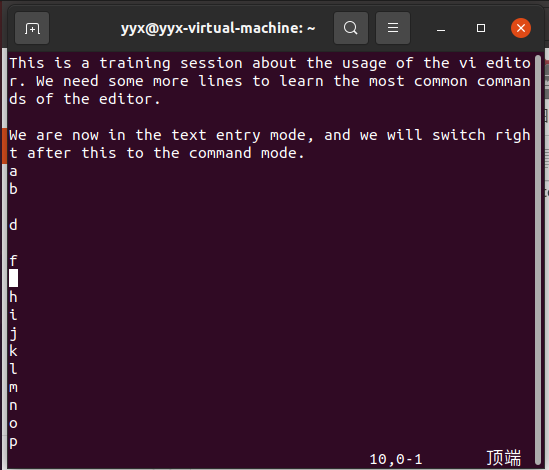 yyx@yyx-virtual-machine: ~
This is a training session about the usage of the vi edito
r. We need some more lines to learn the most common comman
ds of the editor.
We are now in the text entry mode, and we will switch righ
t after this to the command mode.
a
b
d
f
h
i
j
k
l
m
n
o
p
10,0-1 顶端